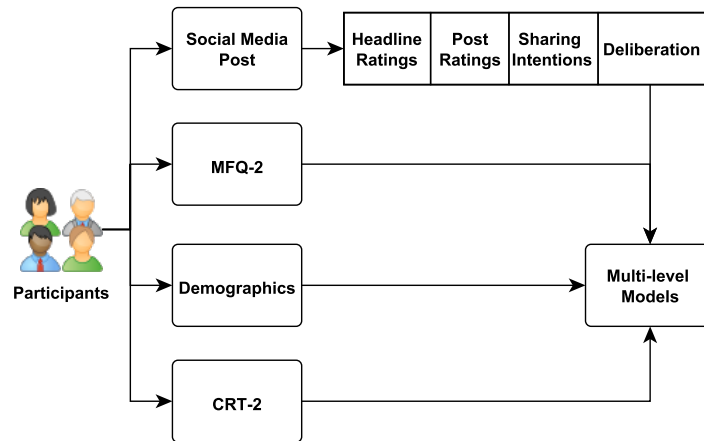 Social Media
Post
Headline
Ratings
Post
Ratings
Sharing
Intentions
Deliberation
MFQ-2
Participants
Demographics
Multi-level
Models
CRT-2